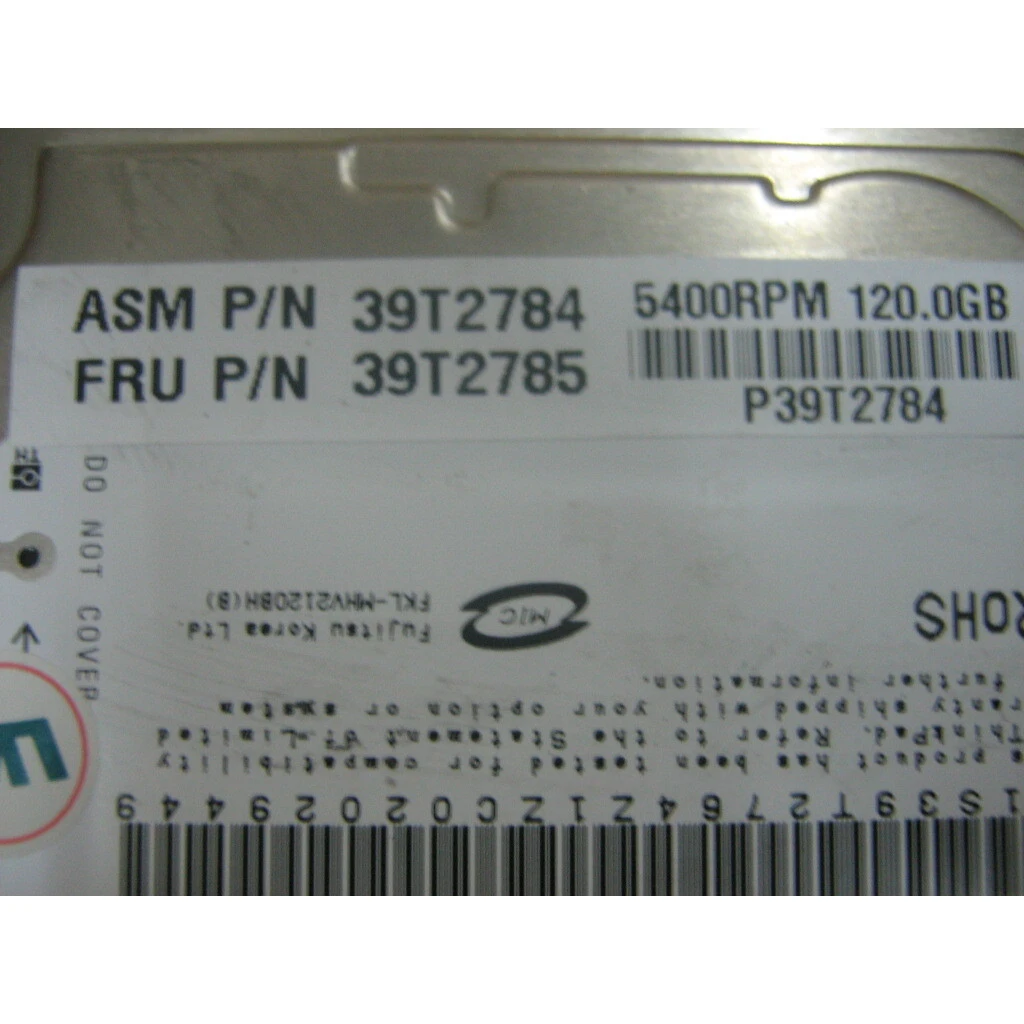 ASM P/N 39T2784
FRU P/N 39T2785
5400RPM 120.0GB
P39T2784
DO NOT COVER
1S39T2764Z1ZC02029449
product has been tested for compatibility
ThinkPad. Refer to the Statement of Limited
ranty shipped with your option or system
further information.
RoHS
MIC
Fujitsu Korea Ltd.
FKL-MHV2120BH(B)